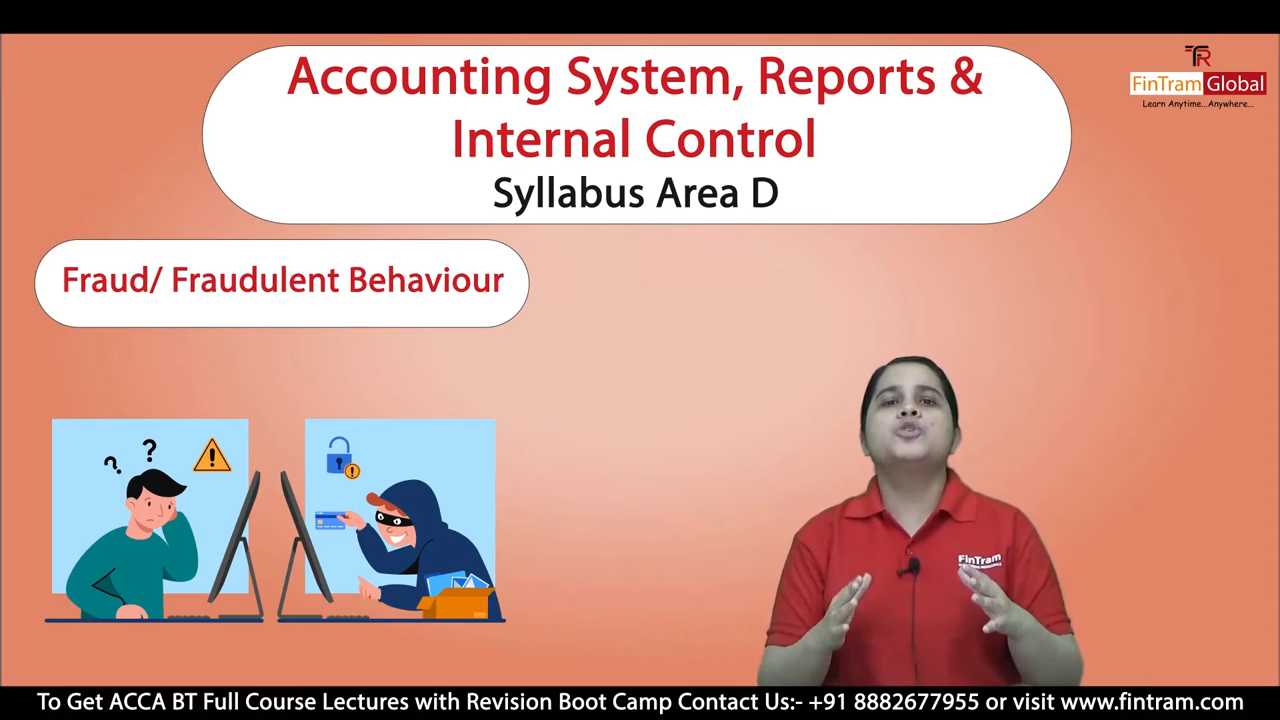 Accounting System, Reports &
Internal Control
Syllabus Area D
FinTram Global
Learn Anytime...Anywhere...
Fraud/ Fraudulent Behaviour
?
?
!
!
FinTram
To Get ACCA BT Full Course Lectures with Revision Boot Camp Contact Us:- +91 8882677955 or visit www.fintram.com